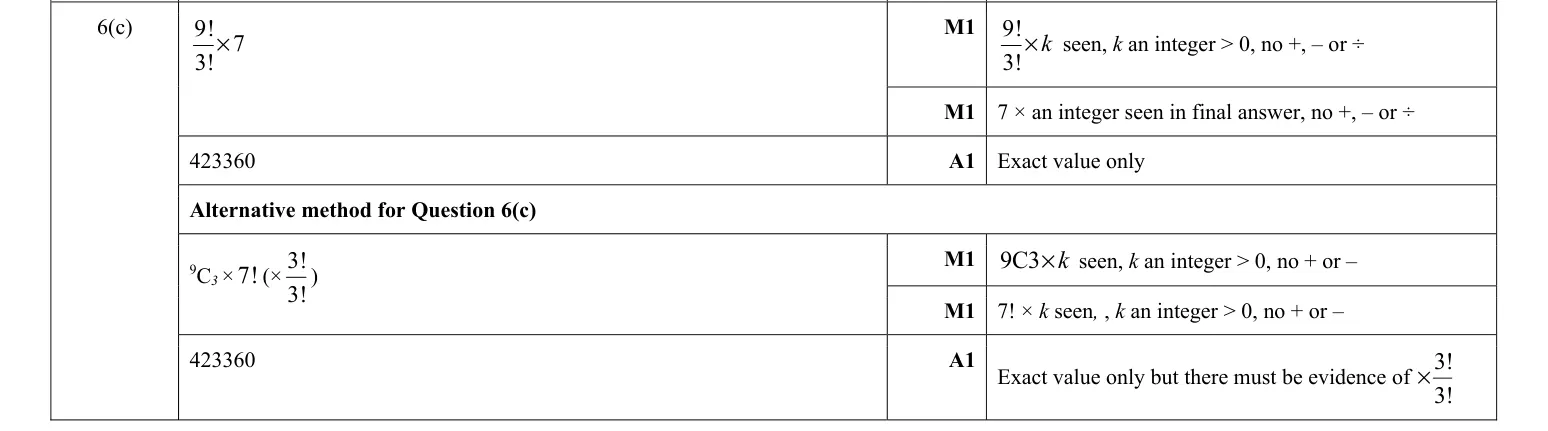 6(c)
9!/3! × 7
M1
9!/3! × k seen, k an integer > 0, no +, – or ÷
M1
7 × an integer seen in final answer, no +, – or ÷
423360
A1
Exact value only
Alternative method for Question 6(c)
⁹C₃ × 7! (× 3!/3!)
M1
9C3 × k seen, k an integer > 0, no + or –
M1
7! × k seen, , k an integer > 0, no + or –
423360
A1
Exact value only but there must be evidence of × 3!/3!